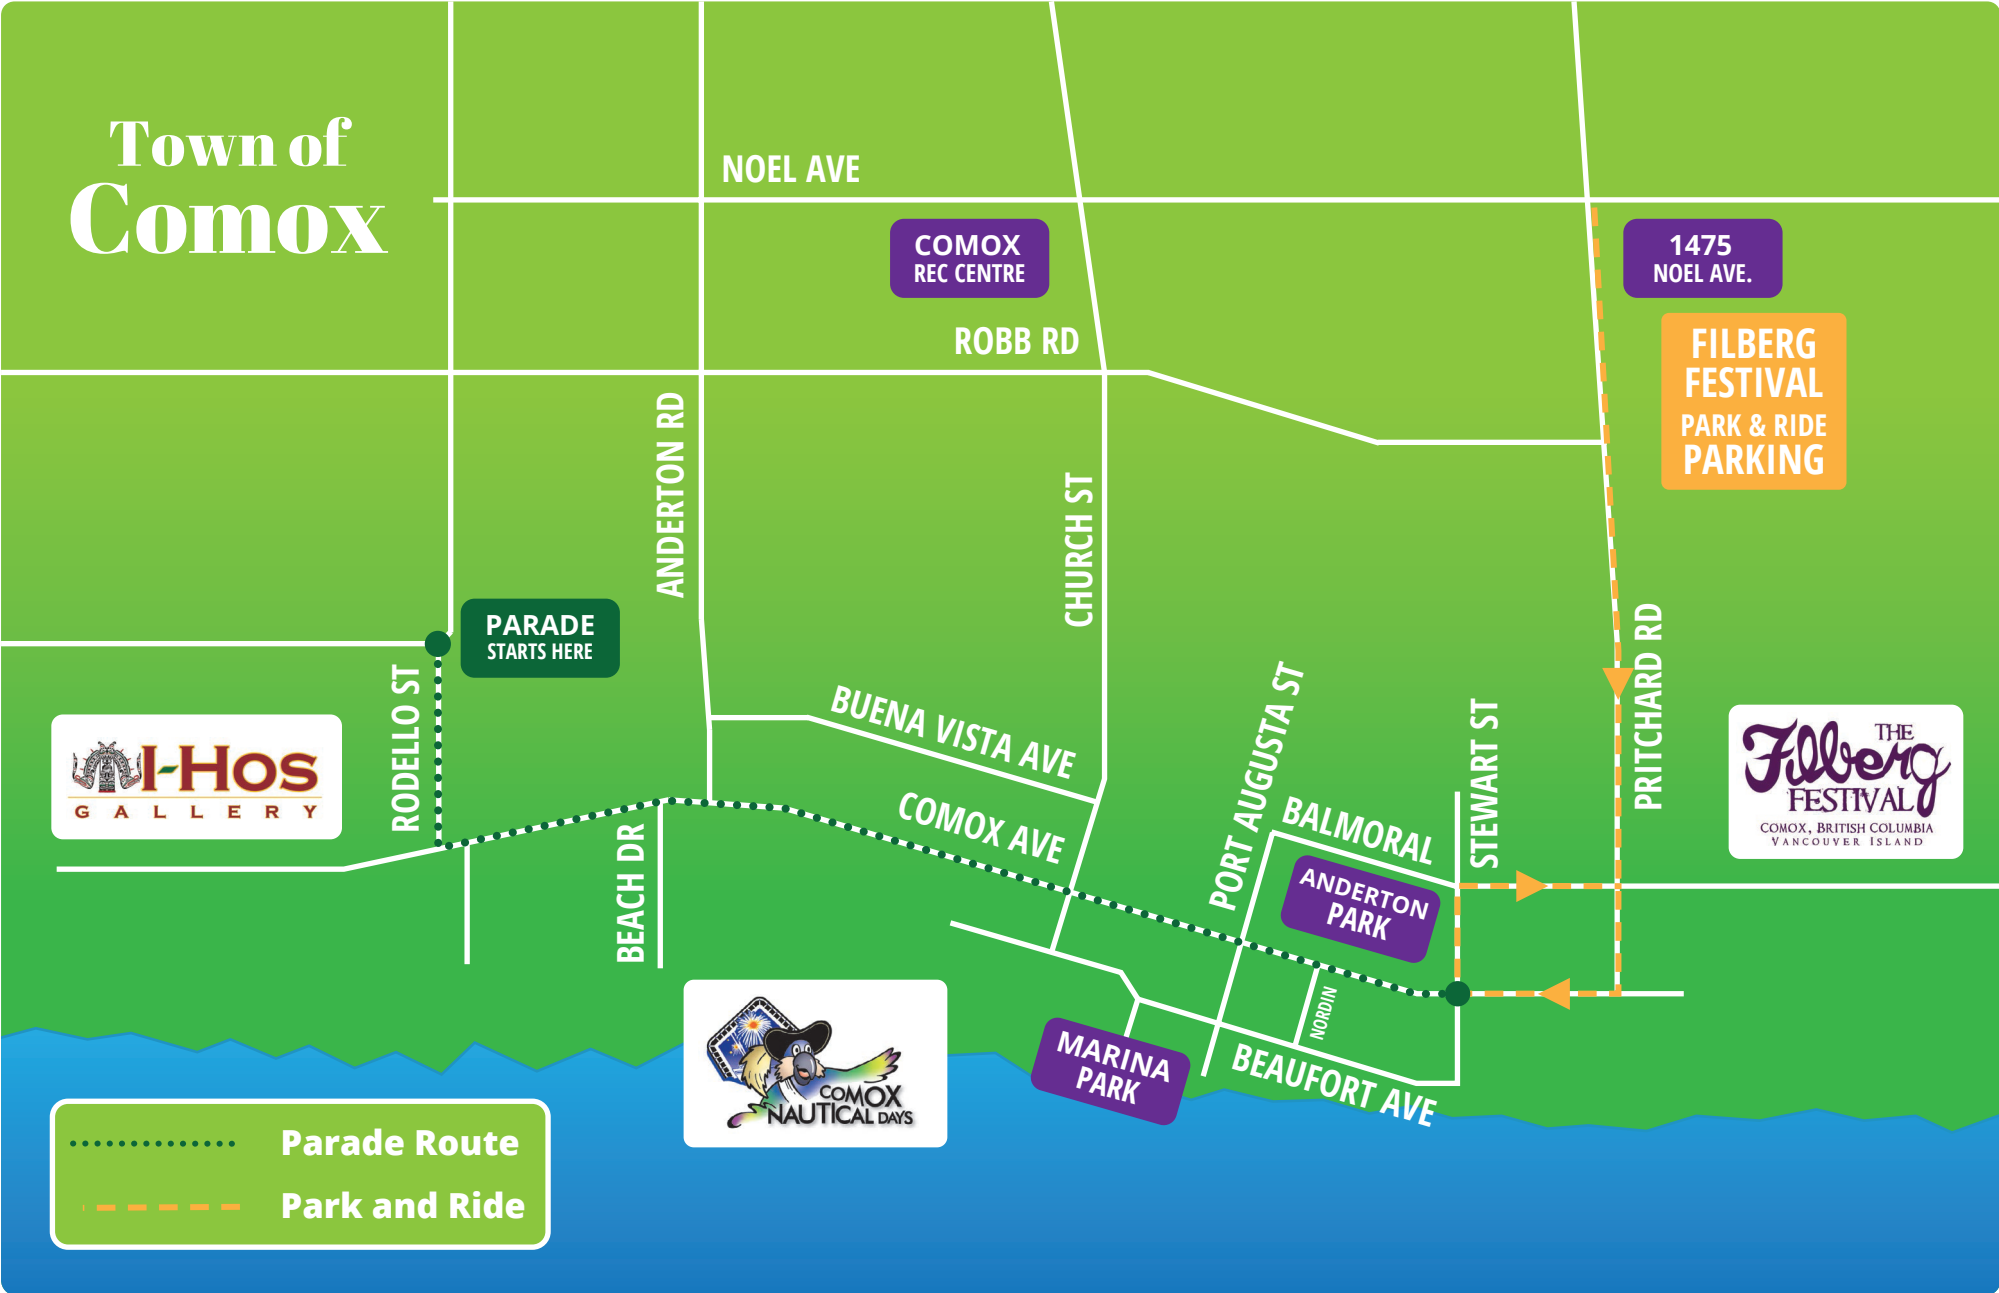 Town of
Comox
NOEL AVE
COMOX
REC CENTRE
1475
NOEL AVE.
ROBB RD
FILBERG
FESTIVAL
PARK & RIDE
PARKING
ANDERTON RD
CHURCH ST
PARADE
STARTS HERE
RODELLO ST
PRITCHARD RD
BUENA VISTA AVE
PORT AUGUSTA ST
STEWART ST
I-HOS
GALLERY
THE
Filberg
FESTIVAL
COMOX, BRITISH COLUMBIA
VANCOUVER ISLAND
COMOX AVE
BALMORAL
BEACH DR
ANDERTON
PARK
NORDIN
MARINA
PARK
BEAUFORT AVE
COMOX
NAUTICAL DAYS
Parade Route
Park and Ride